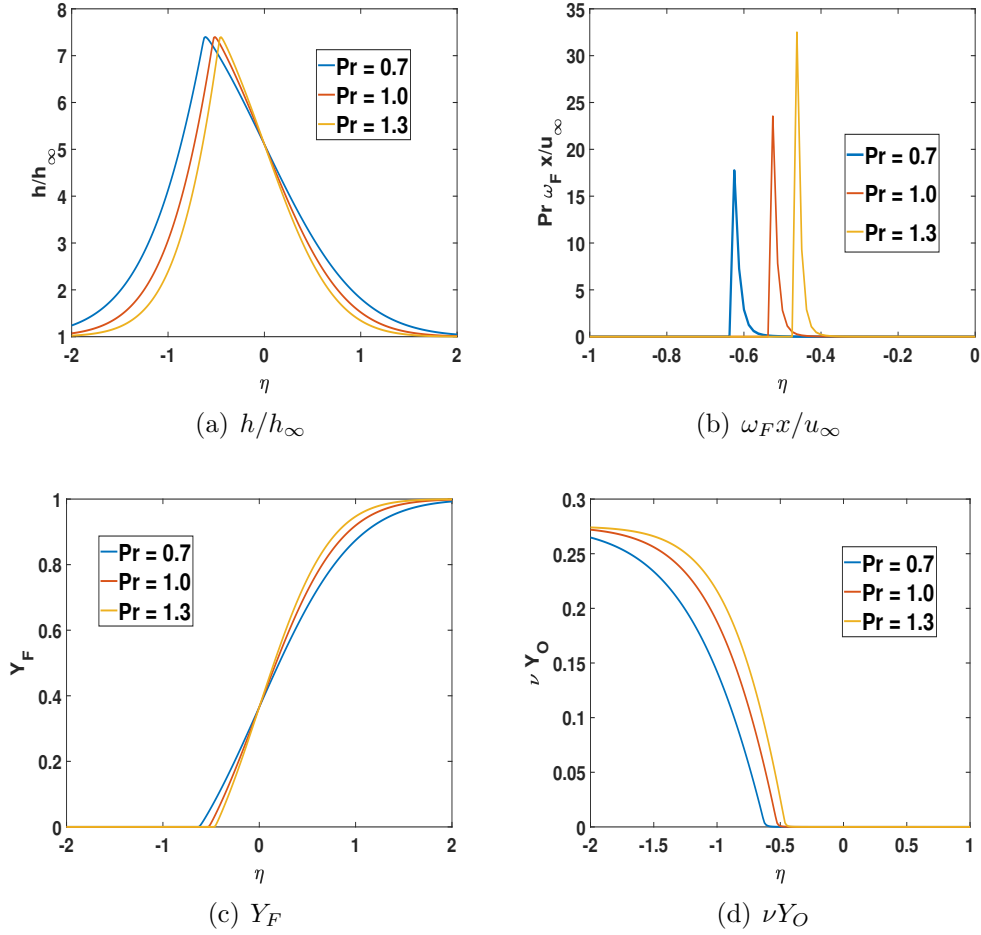 8
7
6
5
4
3
2
1
h/h∞
-2 -1 0 1 2
η
Pr = 0.7
Pr = 1.0
Pr = 1.3
(a) h/h∞
35
30
25
20
15
10
5
0
Pr ω_F x/u∞
-1 -0.8 -0.6 -0.4 -0.2 0
η
Pr = 0.7
Pr = 1.0
Pr = 1.3
(b) ω_F x/u∞
1
0.8
0.6
0.4
0.2
0
Y_F
-2 -1 0 1 2
η
Pr = 0.7
Pr = 1.0
Pr = 1.3
(c) Y_F
0.3
0.25
0.2
0.15
0.1
0.05
0
ν Y_O
-2 -1.5 -1 -0.5 0 0.5 1
η
Pr = 0.7
Pr = 1.0
Pr = 1.3
(d) νY_O